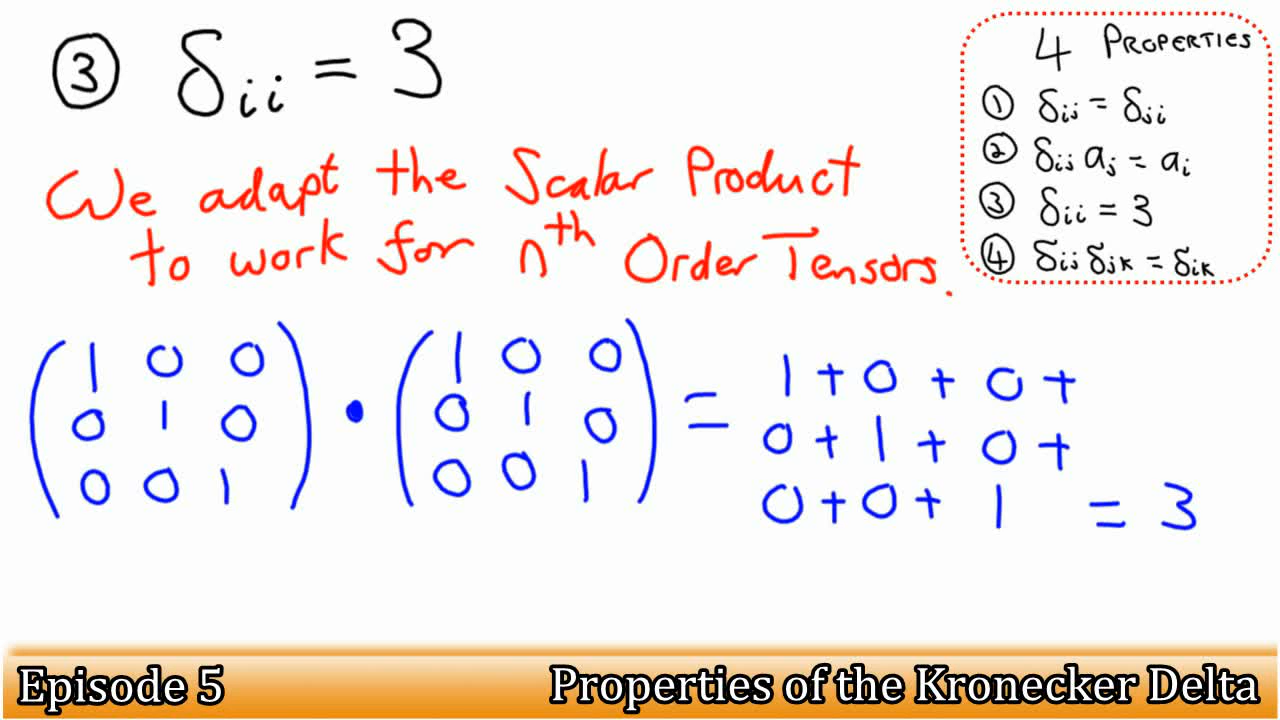 ③ δii = 3
We adapt the Scalar Product
to work for nth Order Tensors.
4 PROPERTIES
① δij = δji
② δij aj = ai
③ δii = 3
④ δij δjk = δik
(1 0 0) • (1 0 0) = 1 + 0 + 0 +
(0 1 0) (0 1 0) 0 + 1 + 0 +
(0 0 1) (0 0 1) 0 + 0 + 1 = 3
Episode 5 Properties of the Kronecker Delta